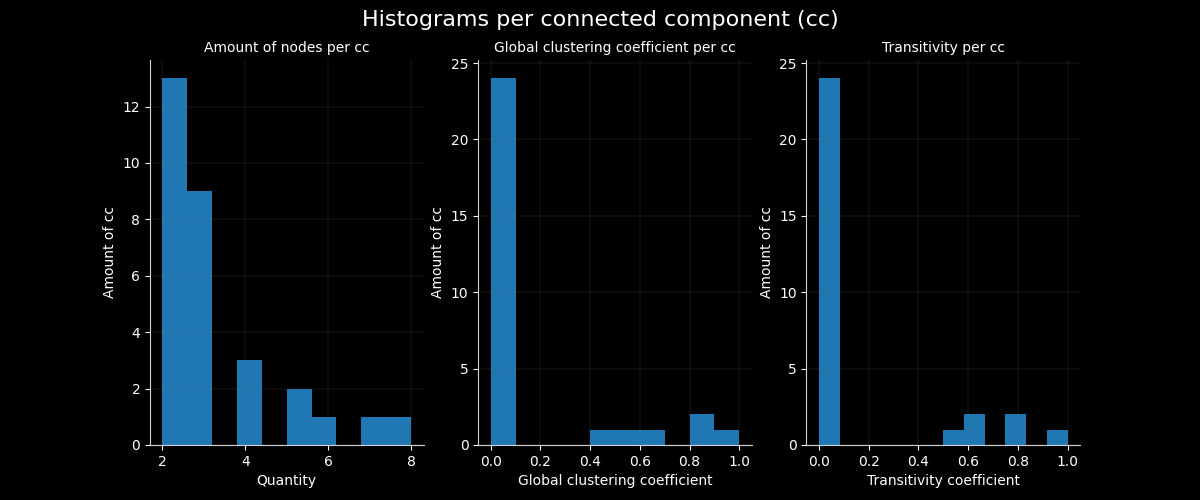 Histograms per connected component (cc)
Amount of nodes per cc
Amount of cc
0
2
4
6
8
10
12
2 4 6 8
Quantity
Global clustering coefficient per cc
Amount of cc
0
5
10
15
20
25
0.0 0.2 0.4 0.6 0.8 1.0
Global clustering coefficient
Transitivity per cc
Amount of cc
0
5
10
15
20
25
0.0 0.2 0.4 0.6 0.8 1.0
Transitivity coefficient